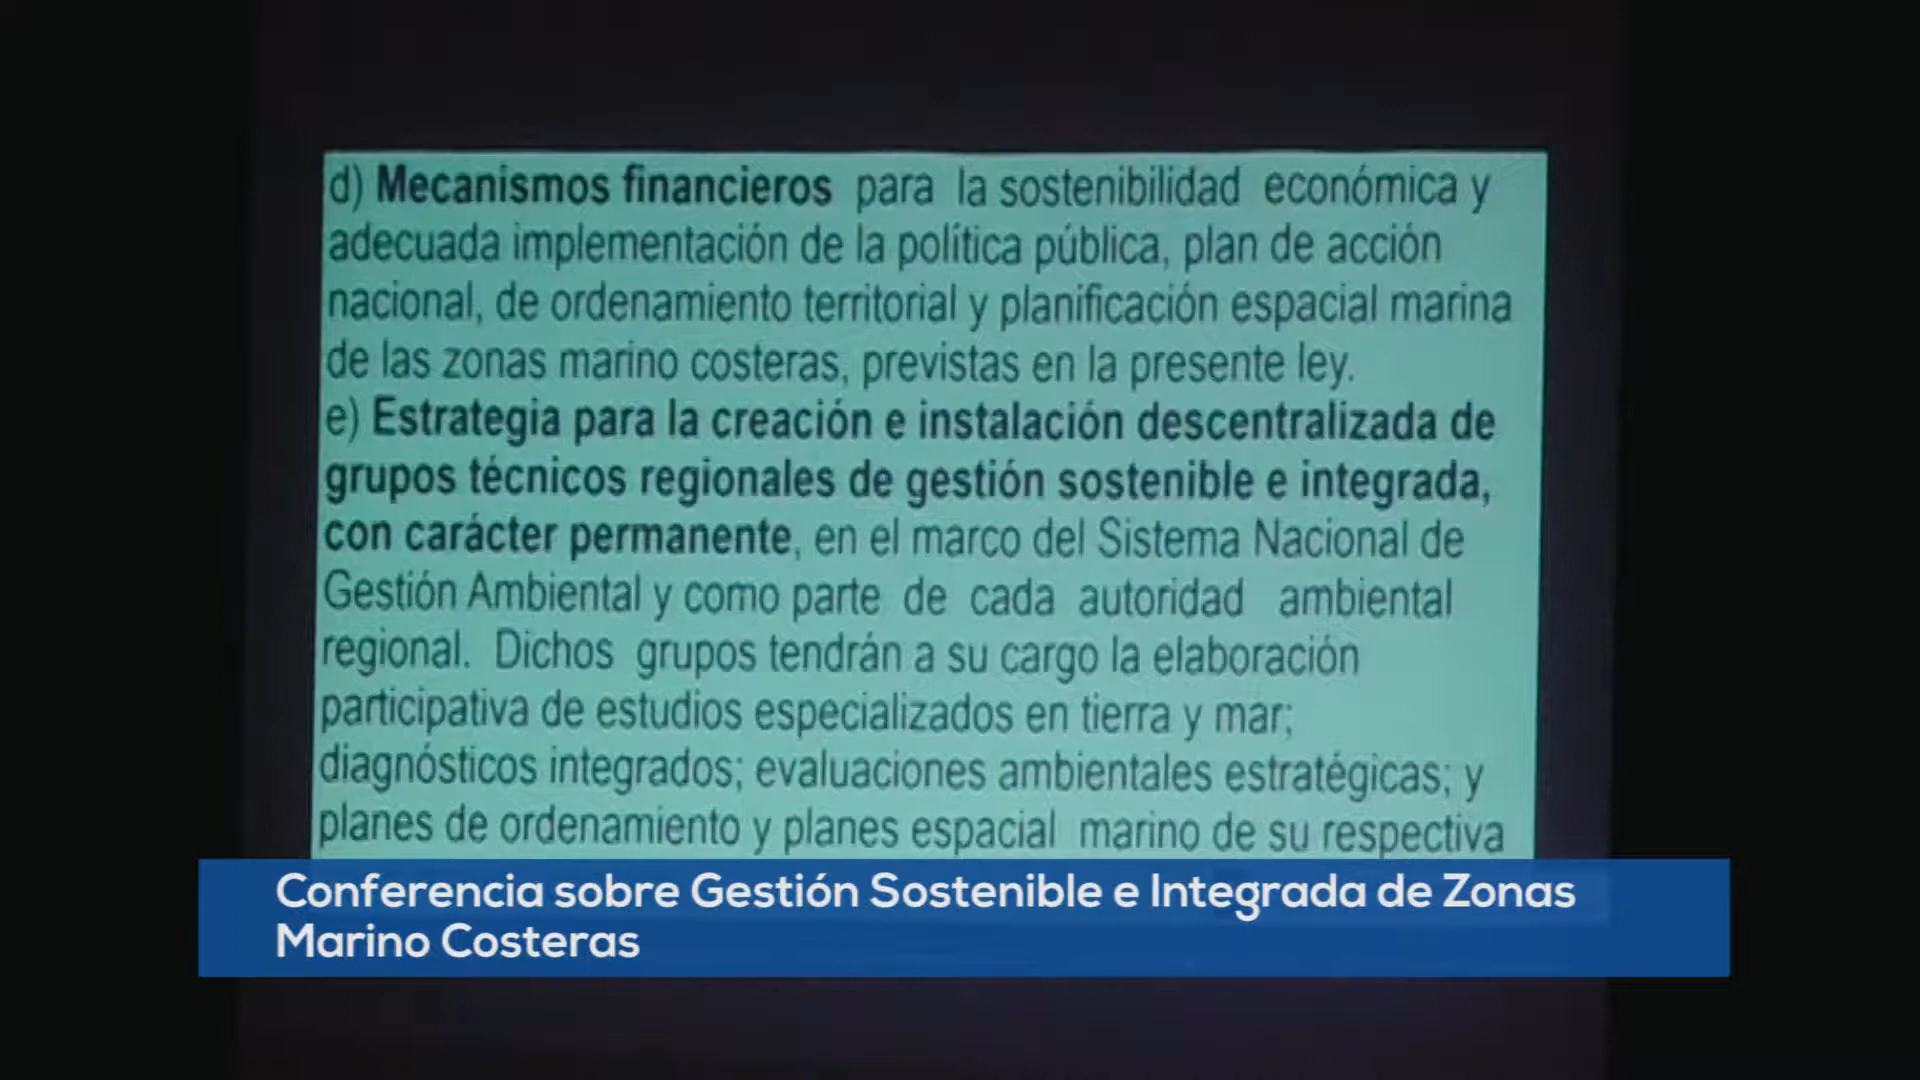 d) Mecanismos financieros para la sostenibilidad económica y
adecuada implementación de la política pública, plan de acción
nacional, de ordenamiento territorial y planificación espacial marina
de las zonas marino costeras, previstas en la presente ley.
e) Estrategia para la creación e instalación descentralizada de
grupos técnicos regionales de gestión sostenible e integrada,
con carácter permanente, en el marco del Sistema Nacional de
Gestión Ambiental y como parte de cada autoridad ambiental
regional. Dichos grupos tendrán a su cargo la elaboración
participativa de estudios especializados en tierra y mar;
diagnósticos integrados; evaluaciones ambientales estratégicas; y
planes de ordenamiento y planes espacial marino de su respectiva
Conferencia sobre Gestión Sostenible e Integrada de Zonas
Marino Costeras